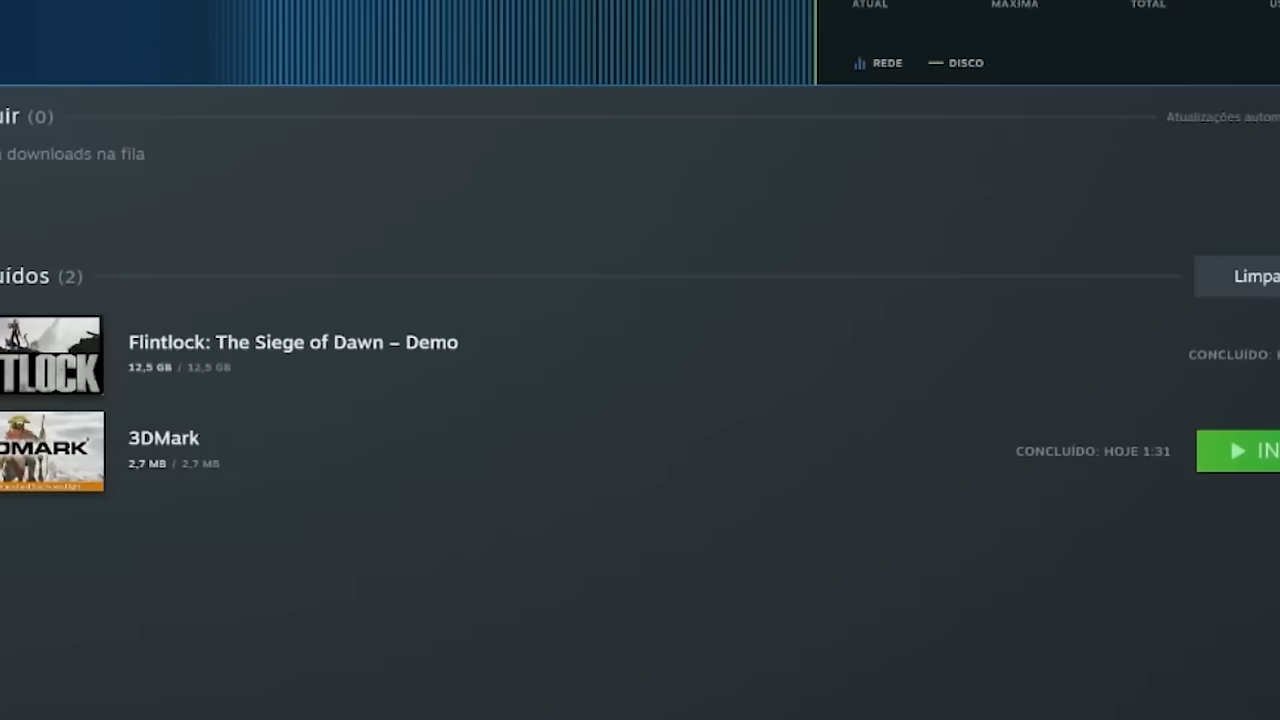 ATUAL MÁXIMA TOTAL
REDE DISCO
uir (0)
Atualizações autom
downloads na fila
uídos (2)
Limpa
TLOCK
Flintlock: The Siege of Dawn – Demo
12,5 GB / 12,5 GB
CONCLUÍDO: H
DMARK
3DMark
2,7 MB / 2,7 MB
CONCLUÍDO: HOJE 1:31
IN